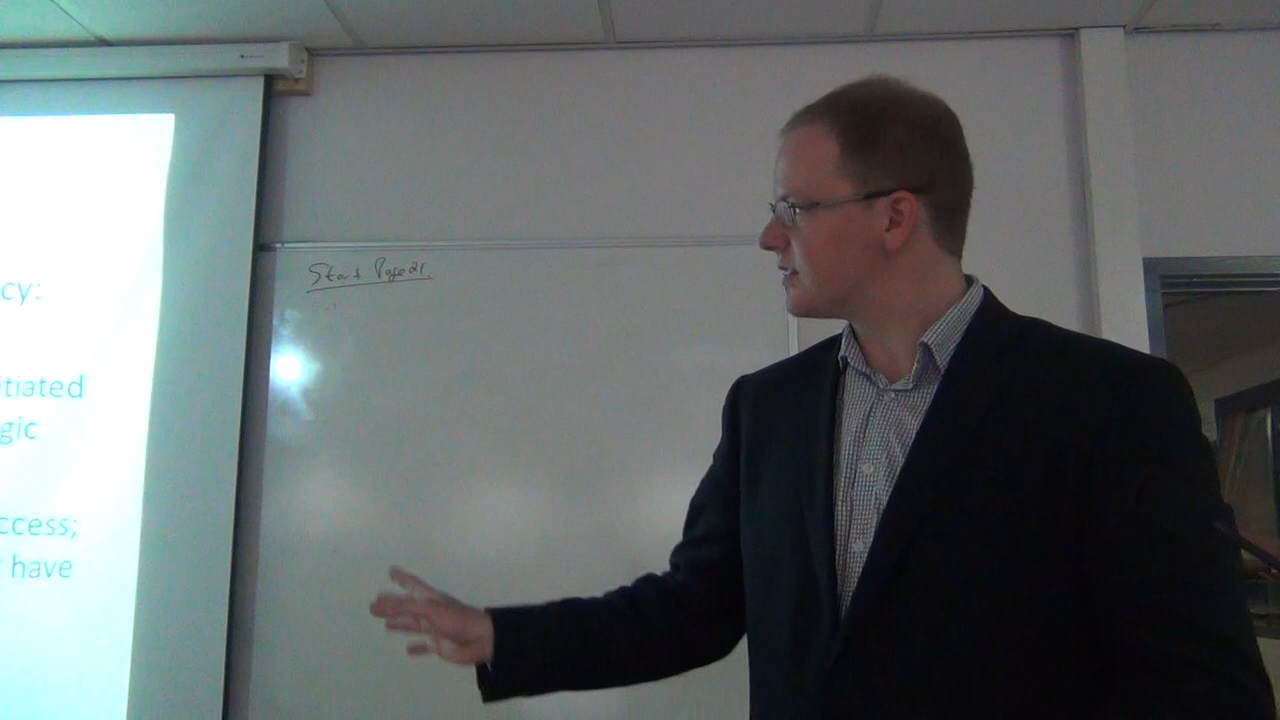 cy:
itiated
gic
ccess;
have
Start Page 21.